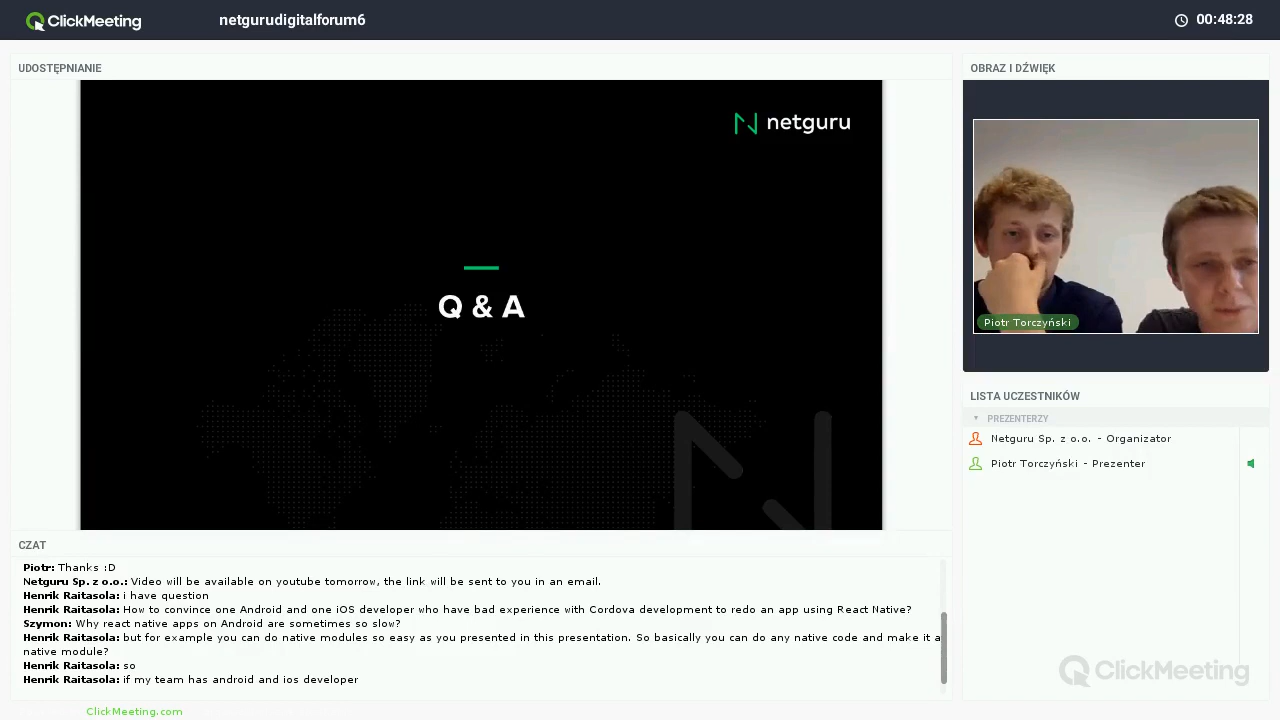 ClickMeeting
netgurudigitalforum6
00:48:28
UDOSTĘPNIANIE
OBRAZ I DŹWIĘK
netguru
Q & A
Piotr Torczyński
LISTA UCZESTNIKÓW
PREZENTERZY
Netguru Sp. z o.o. - Organizator
Piotr Torczyński - Prezenter
CZAT
Piotr: Thanks :D
Netguru Sp. z o.o.: Video will be available on youtube tomorrow, the link will be sent to you in an email.
Henrik Raitasola: i have question
Henrik Raitasola: How to convince one Android and one iOS developer who have bad experience with Cordova development to redo an app using React Native?
Szymon: Why react native apps on Android are sometimes so slow?
Henrik Raitasola: but for example you can do native modules so easy as you presented in this presentation. So basically you can do any native code and make it a
native module?
Henrik Raitasola: so
Henrik Raitasola: if my team has android and ios developer
ClickMeeting
ClickMeeting.com